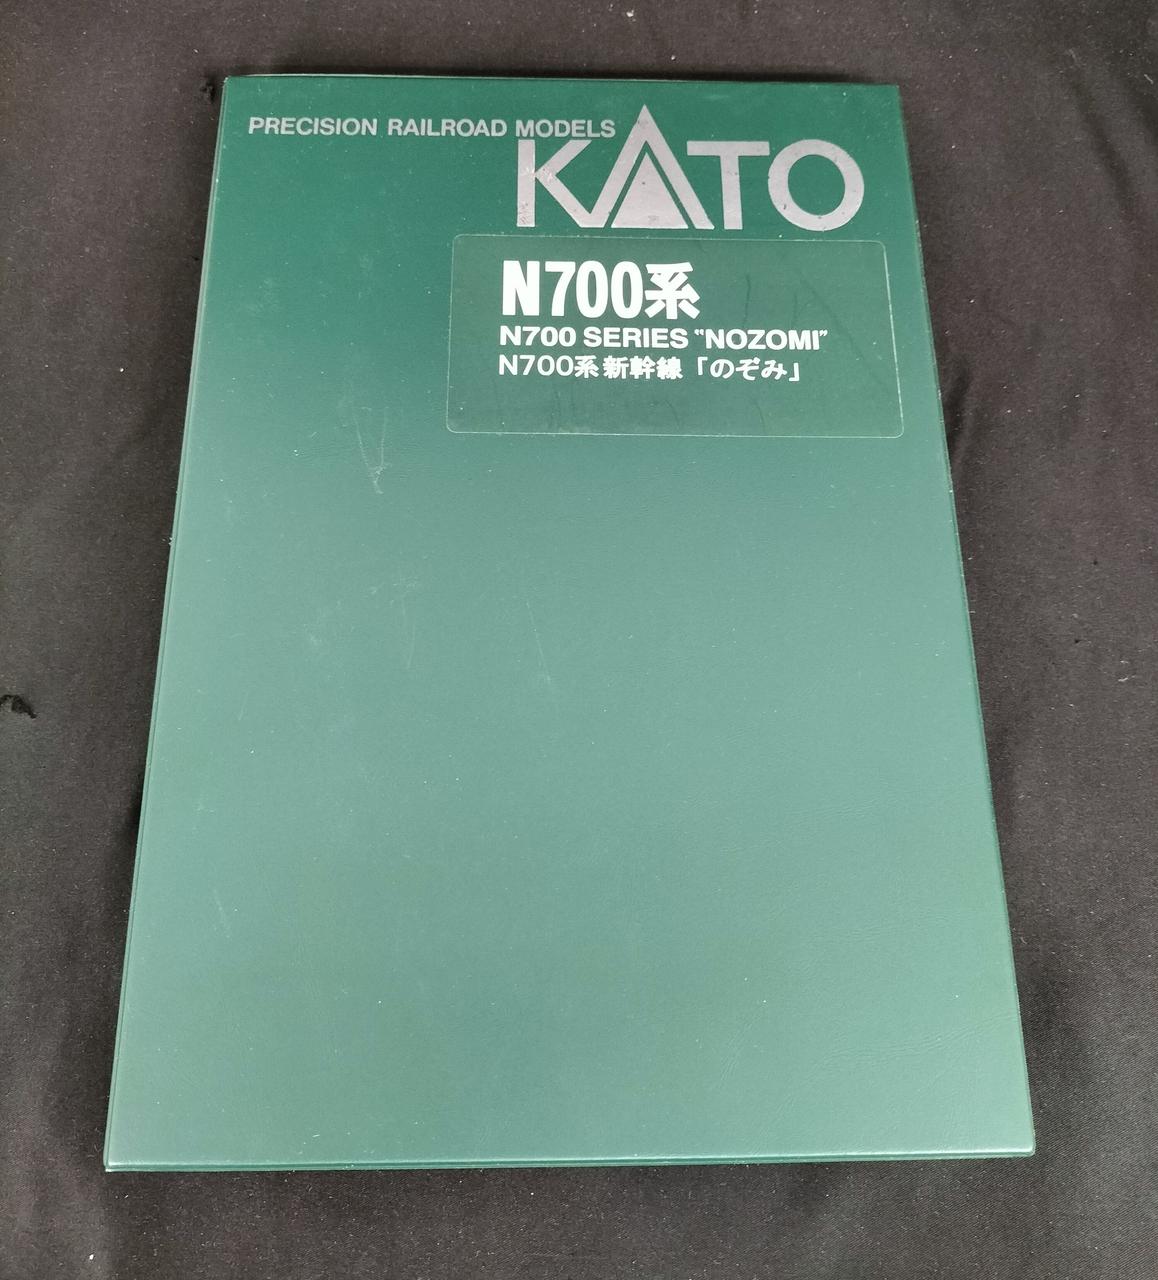 PRECISION RAILROAD MODELS
KATO
N700系
N700 SERIES “NOZOMI”
N700系新幹線「のぞみ」